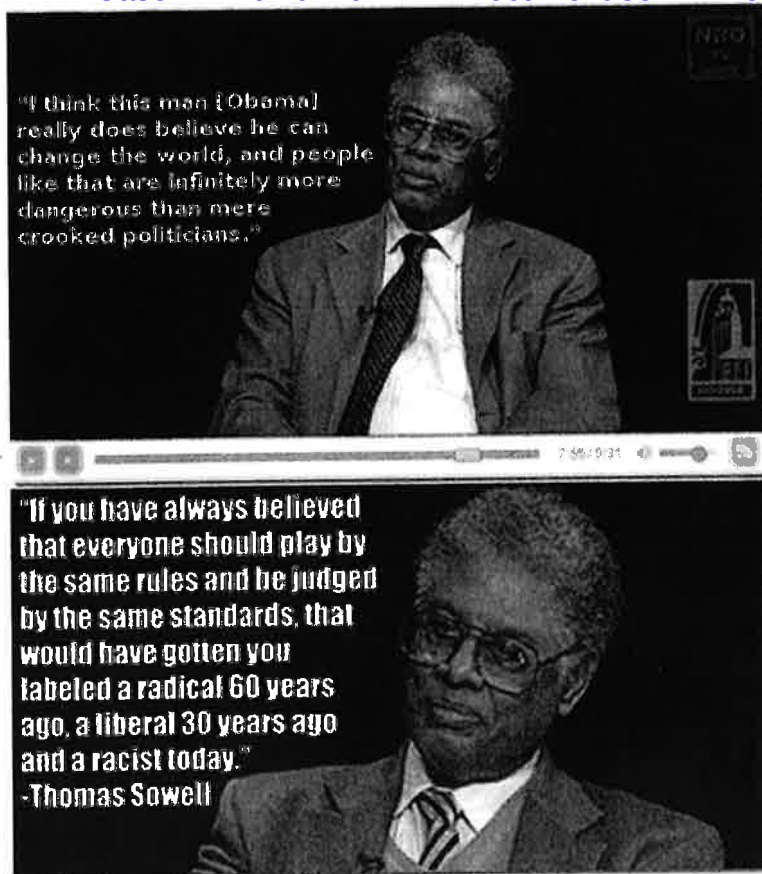 "I think this man [Obama]
really does believe he can
change the world, and people
like that are infinitely more
dangerous than mere
crooked politicians."
NRO
TV
HOOVER
"If you have always believed
that everyone should play by
the same rules and be judged
by the same standards, that
would have gotten you
labeled a radical 60 years
ago, a liberal 30 years ago
and a racist today."
-Thomas Sowell